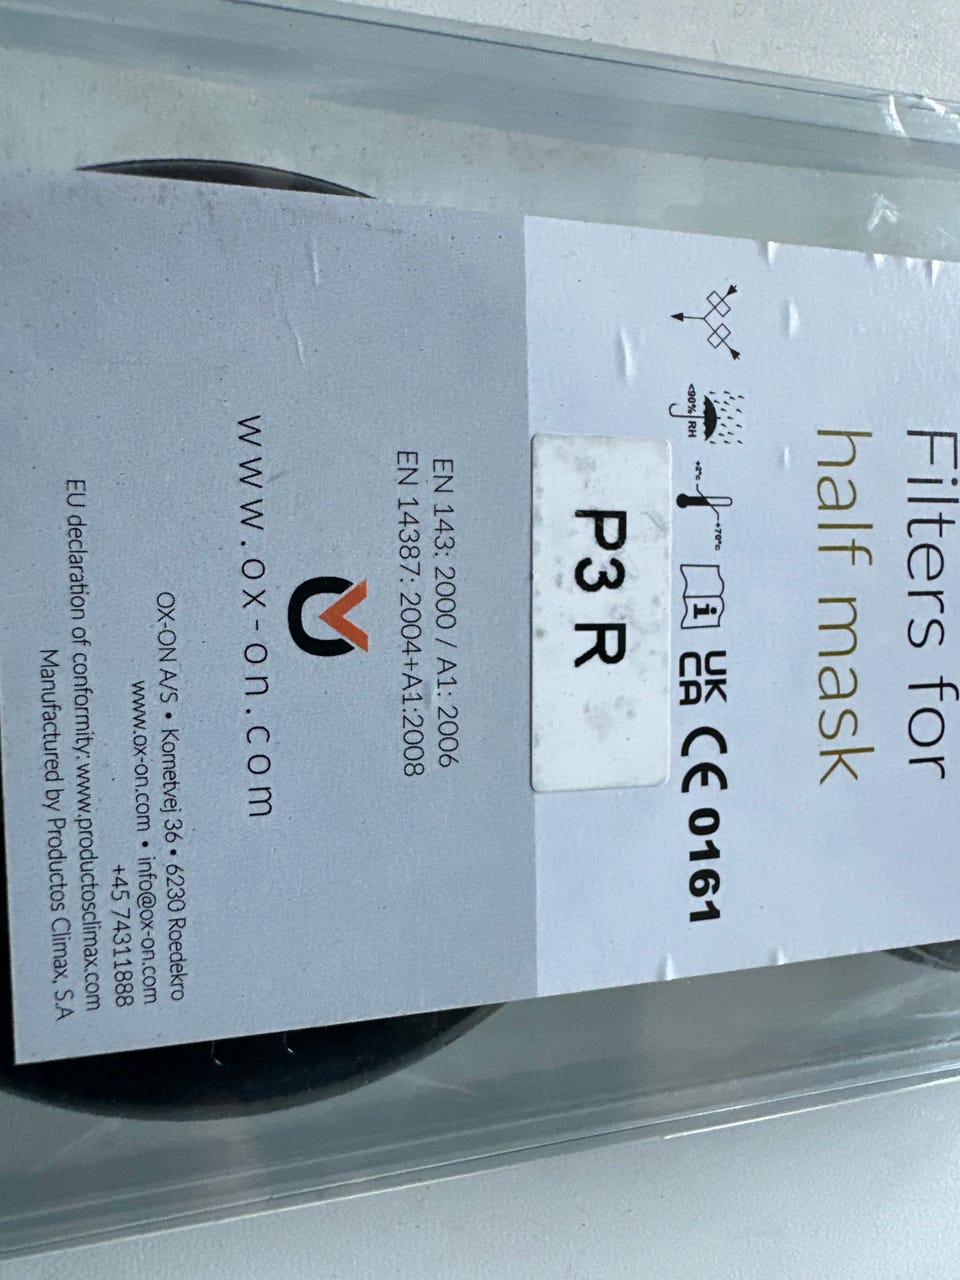 Filters for
half mask
<90% RH
+2°C
+70°C
i
UK
CA
CE 0161
P3 R
EN 143: 2000 / A1: 2006
EN 14387: 2004+A1:2008
www.ox-on.com
OX-ON A/S • Kometvej 36 • 6230 Roedekro
www.ox-on.com • info@ox-on.com
+45 74311888
EU declaration of conformity: www.productosclimax.com
Manufactured by Productos Climax, S.A